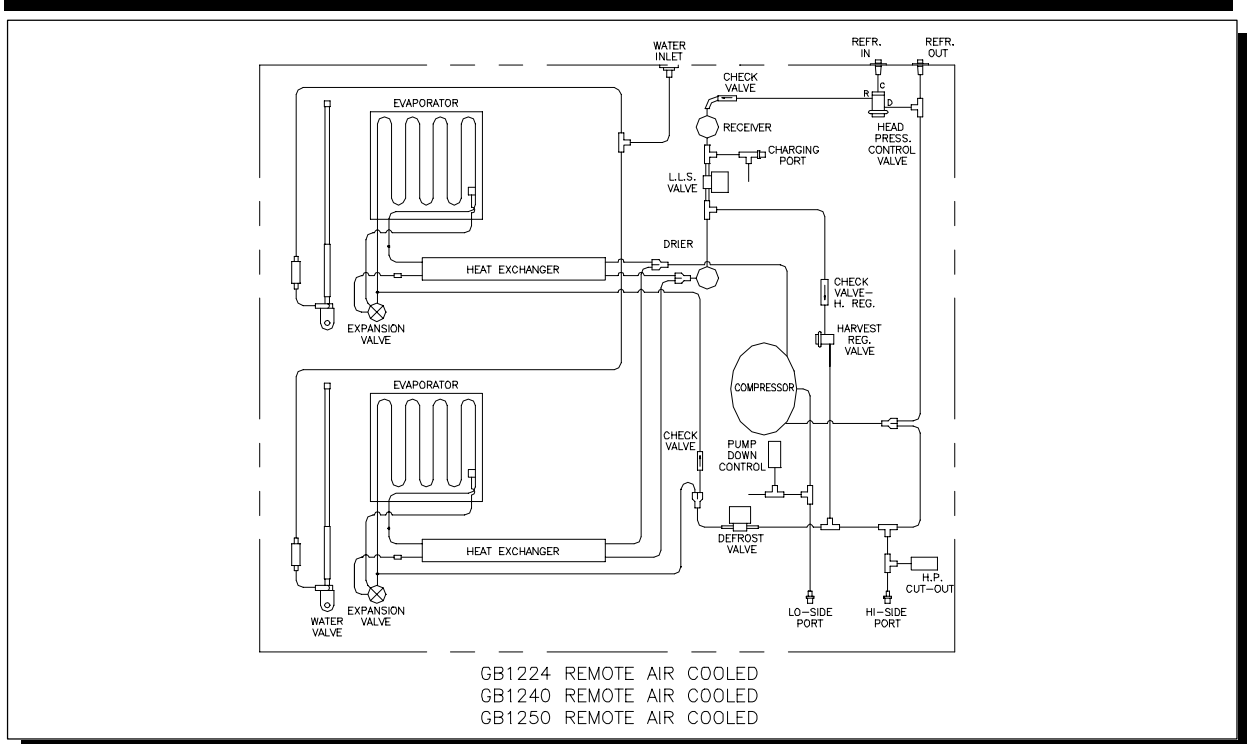 WATER
INLET
REFR.
IN
REFR.
OUT
CHECK
VALVE
C
R
D
EVAPORATOR
RECEIVER
HEAD
PRESS.
CONTROL
VALVE
CHARGING
PORT
L.L.S.
VALVE
DRIER
HEAT EXCHANGER
CHECK
VALVE–
H. REG.
EXPANSION
VALVE
HARVEST
REG.
VALVE
EVAPORATOR
COMPRESSOR
CHECK
VALVE
PUMP
DOWN
CONTROL
DEFROST
VALVE
HEAT EXCHANGER
H.P.
CUT–OUT
WATER
VALVE
EXPANSION
VALVE
LO–SIDE
PORT
HI–SIDE
PORT
GB1224 REMOTE AIR COOLED
GB1240 REMOTE AIR COOLED
GB1250 REMOTE AIR COOLED